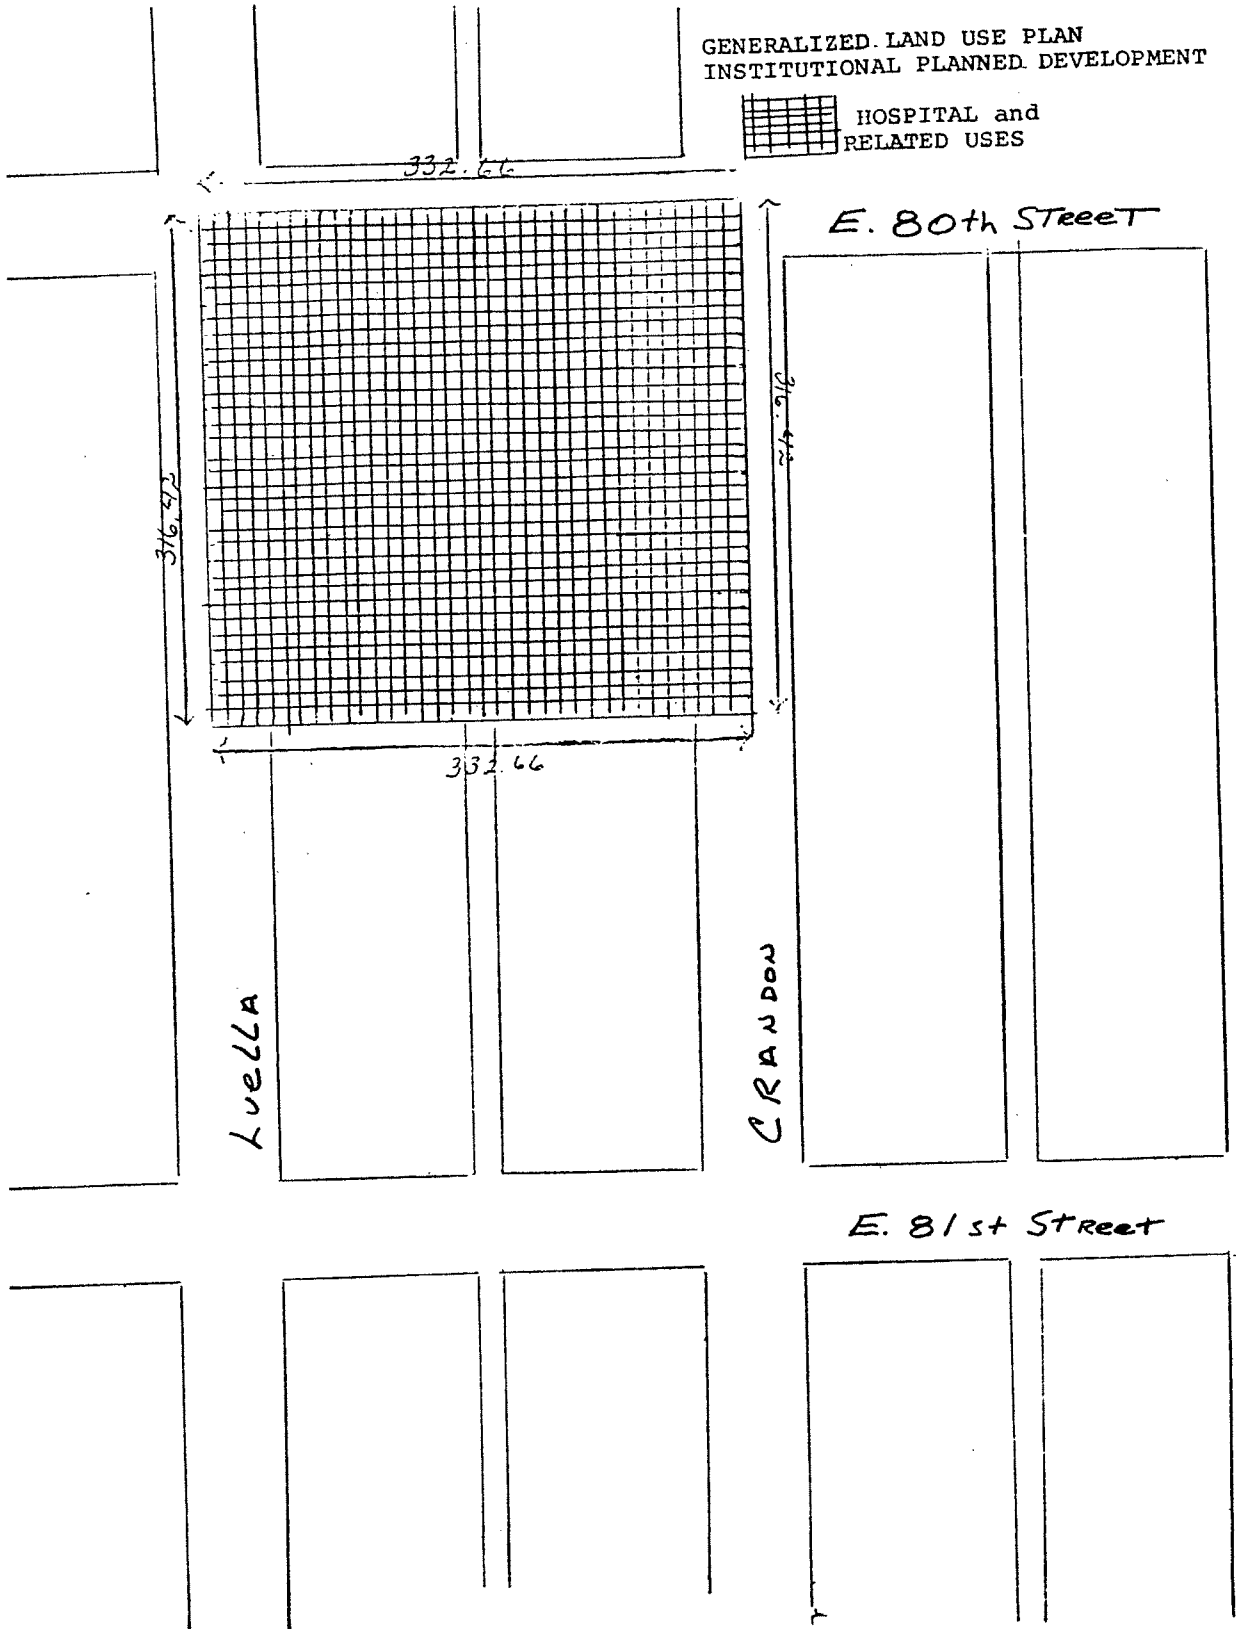 GENERALIZED LAND USE PLAN
INSTITUTIONAL PLANNED DEVELOPMENT
HOSPITAL and
RELATED USES
332.66
E. 80th STReeT
316.42
316.42
332.66
LUeLLA
CRANDON
E. 81st STReet